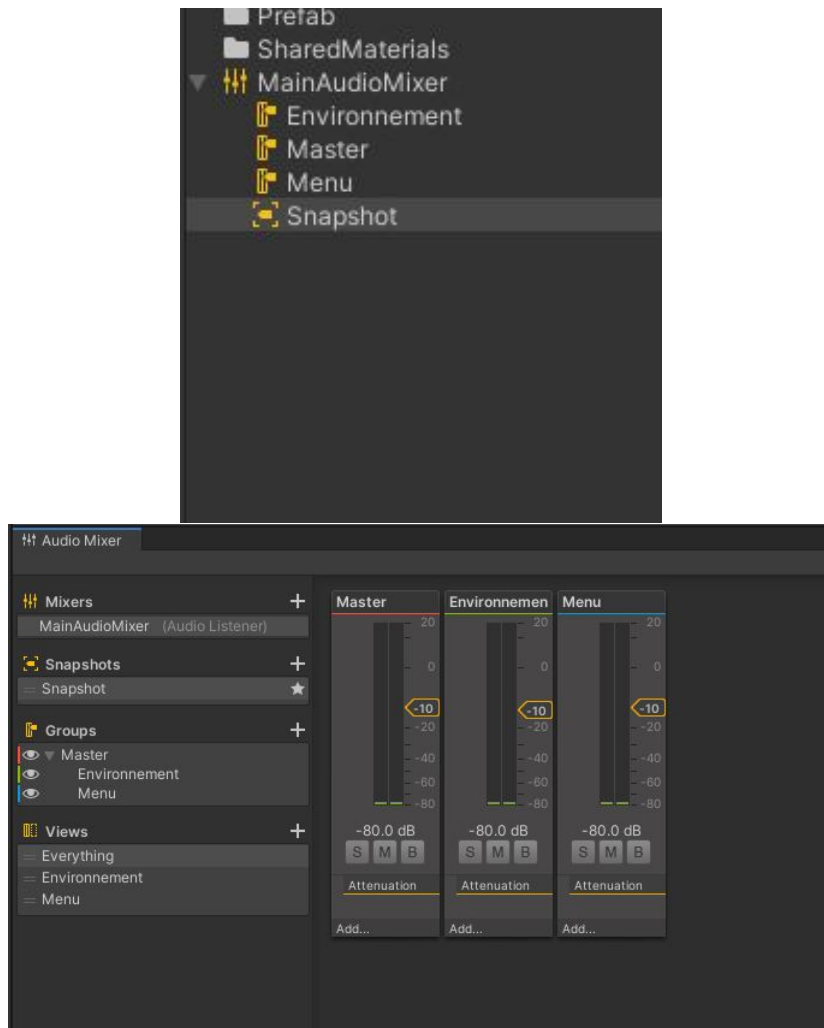 Prefab
SharedMaterials
MainAudioMixer
Environnement
Master
Menu
Snapshot
Audio Mixer
Mixers
MainAudioMixer (Audio Listener)
Snapshots
Snapshot
Groups
Master
Environnement
Menu
Views
Everything
Environnement
Menu
Master Environnemen Menu
20 20 20
0 0 0
-10 -10 -10
-20 -20 -20
-40 -40 -40
-60 -60 -60
-80 -80 -80
-80.0 dB -80.0 dB -80.0 dB
S M B S M B S M B
Attenuation Attenuation Attenuation
Add... Add... Add...